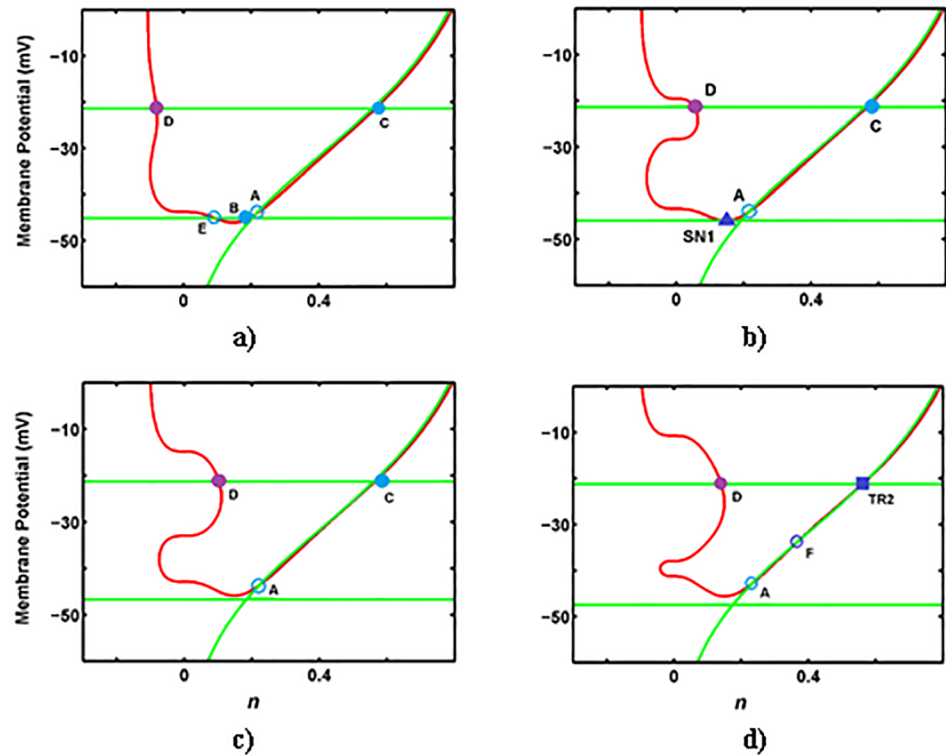 Membrane Potential (mV)
−10
−30
−50
D
C
E
B
A
0
0.4
a)
−10
−30
−50
D
C
A
SN1
0
0.4
b)
Membrane Potential (mV)
−10
−30
−50
D
C
A
0
0.4
n
c)
−10
−30
−50
D
TR2
F
A
0
0.4
n
d)